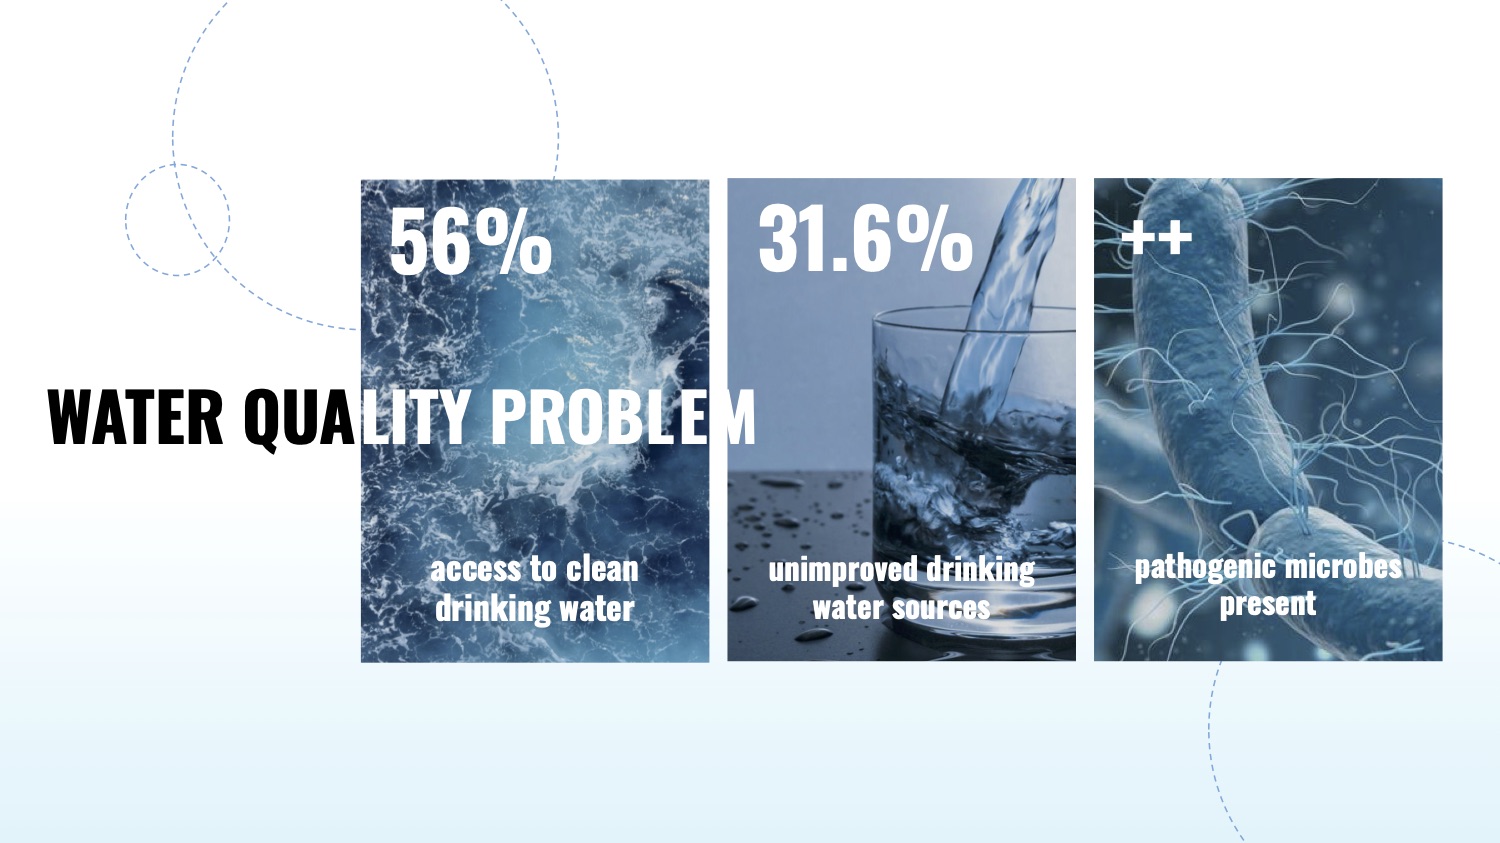 WATER QUALITY PROBLEM
56%
access to clean
drinking water
31.6%
unimproved drinking
water sources
++
pathogenic microbes
present